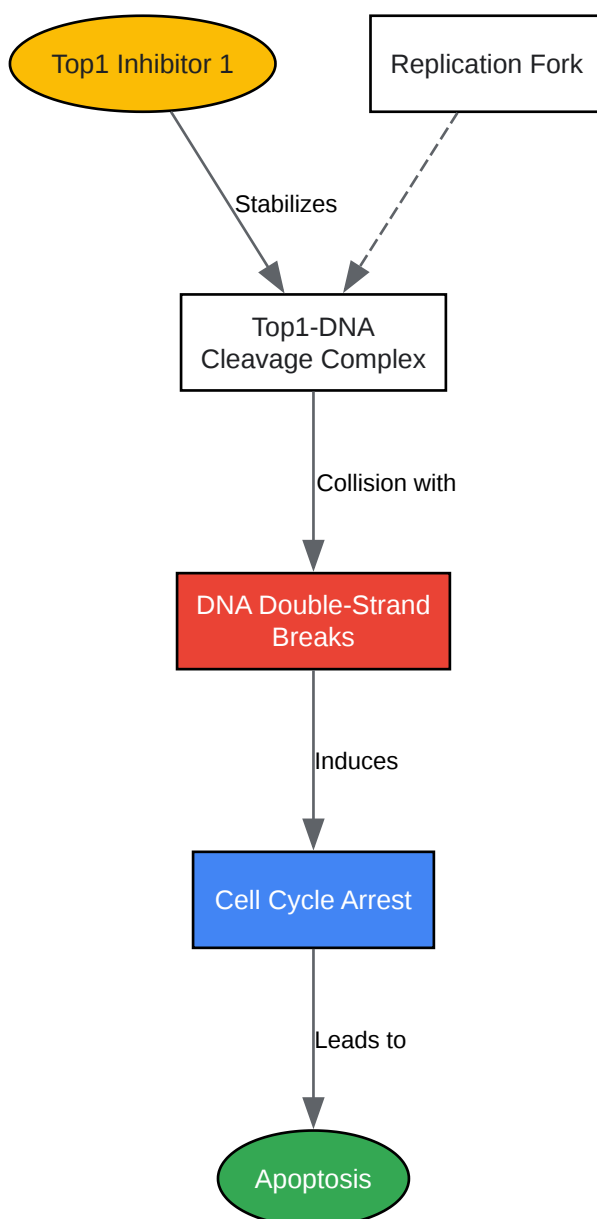 Top1 Inhibitor 1
Replication Fork
Stabilizes
Top1-DNA
Cleavage Complex
Collision with
DNA Double-Strand
Breaks
Induces
Cell Cycle Arrest
Leads to
Apoptosis